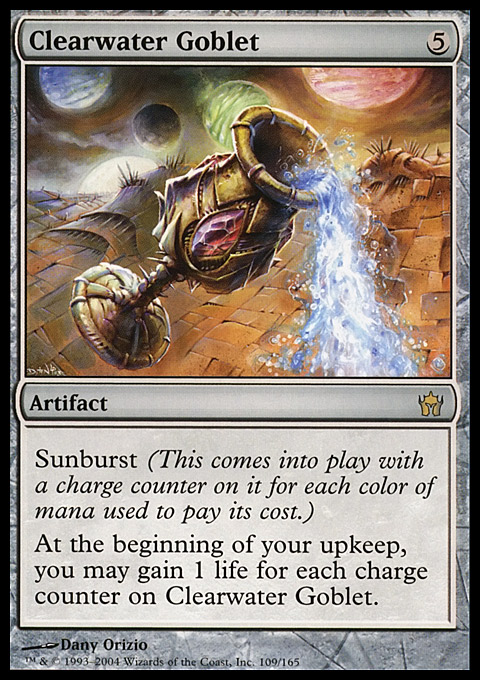 Clearwater Goblet 5
Artifact
Sunburst (This comes into play with
a charge counter on it for each color of
mana used to pay its cost.)
At the beginning of your upkeep,
you may gain 1 life for each charge
counter on Clearwater Goblet.
Dany Orizio
™ & © 1993–2004 Wizards of the Coast, Inc. 109/165